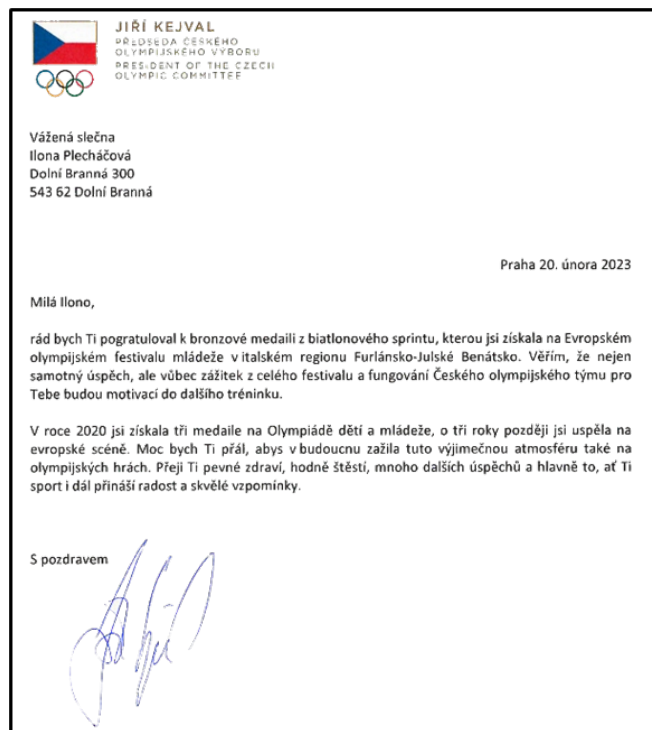 JIŘÍ KEJVAL
PŘEDSEDA ČESKÉHO
OLYMPIJSKÉHO VÝBORU
PRESIDENT OF THE CZECH
OLYMPIC COMMITTEE
Vážená slečna
Ilona Plecháčová
Dolní Branná 300
543 62 Dolní Branná
Praha 20. února 2023
Milá Ilono,
rád bych Ti pogratuloval k bronzové medaili z biatlonového sprintu, kterou jsi získala na Evropském
olympijském festivalu mládeže v italském regionu Furlánsko-Julské Benátsko. Věřím, že nejen
samotný úspěch, ale vůbec zážitek z celého festivalu a fungování Českého olympijského týmu pro
Tebe budou motivací do dalšího tréninku.
V roce 2020 jsi získala tři medaile na Olympiádě dětí a mládeže, o tři roky později jsi uspěla na
evropské scéně. Moc bych Ti přál, abys v budoucnu zažila tuto výjimečnou atmosféru také na
olympijských hrách. Přeji Ti pevné zdraví, hodně štěstí, mnoho dalších úspěchů a hlavně to, ať Ti
sport i dál přináší radost a skvělé vzpomínky.
S pozdravem